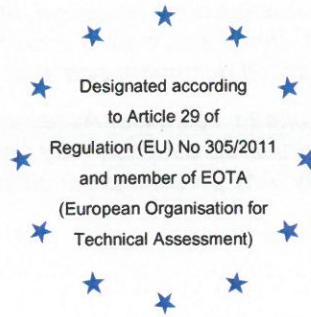 Designated according
to Article 29 of
Regulation (EU) No 305/2011
and member of EOTA
(European Organisation for
Technical Assessment)